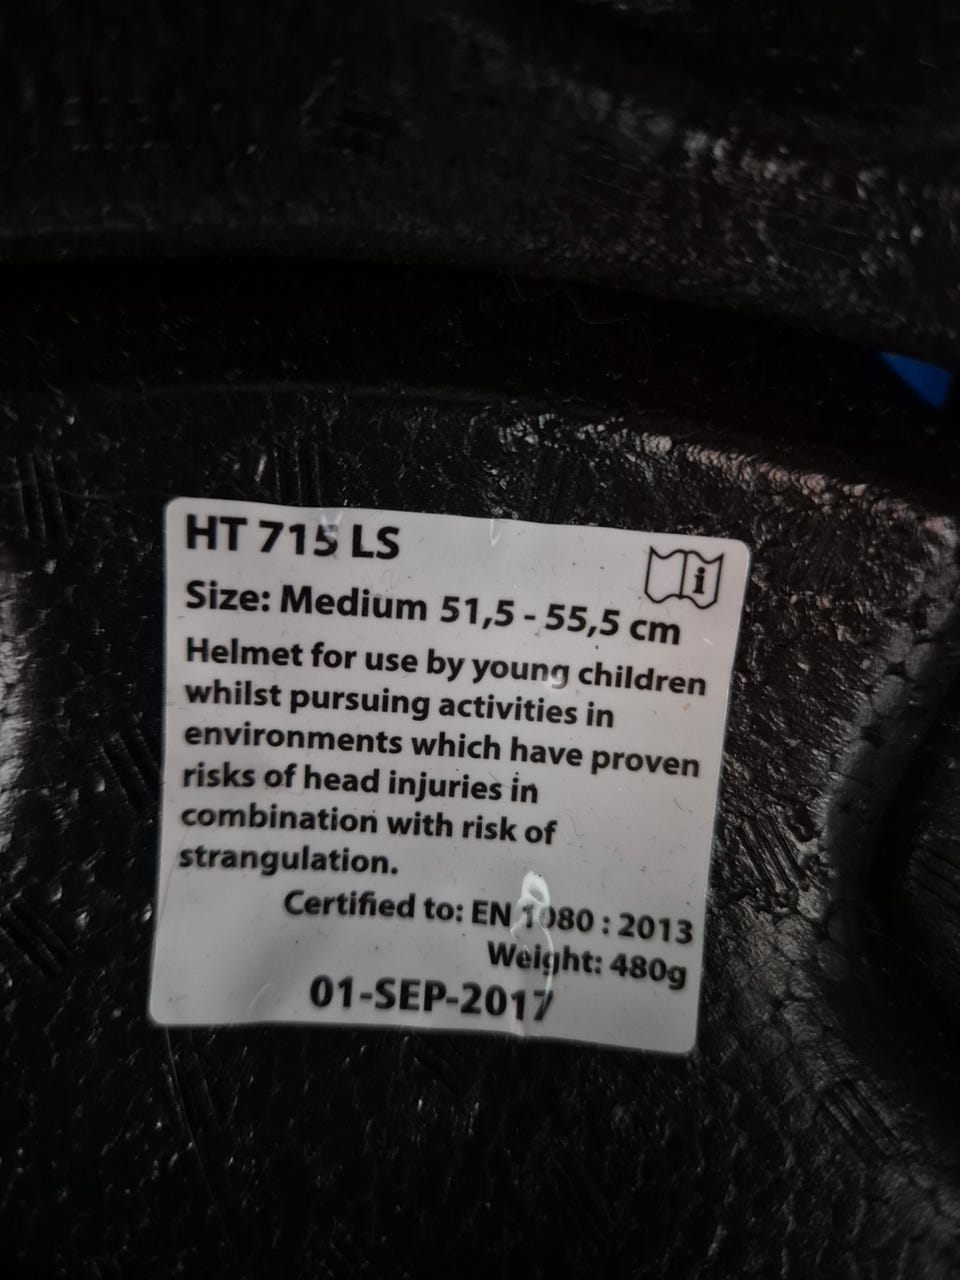 HT 715 LS
i
Size: Medium 51,5 - 55,5 cm
Helmet for use by young children
whilst pursuing activities in
environments which have proven
risks of head injuries in
combination with risk of
strangulation.
Certified to: EN 1080 : 2013
Weight: 480g
01-SEP-2017